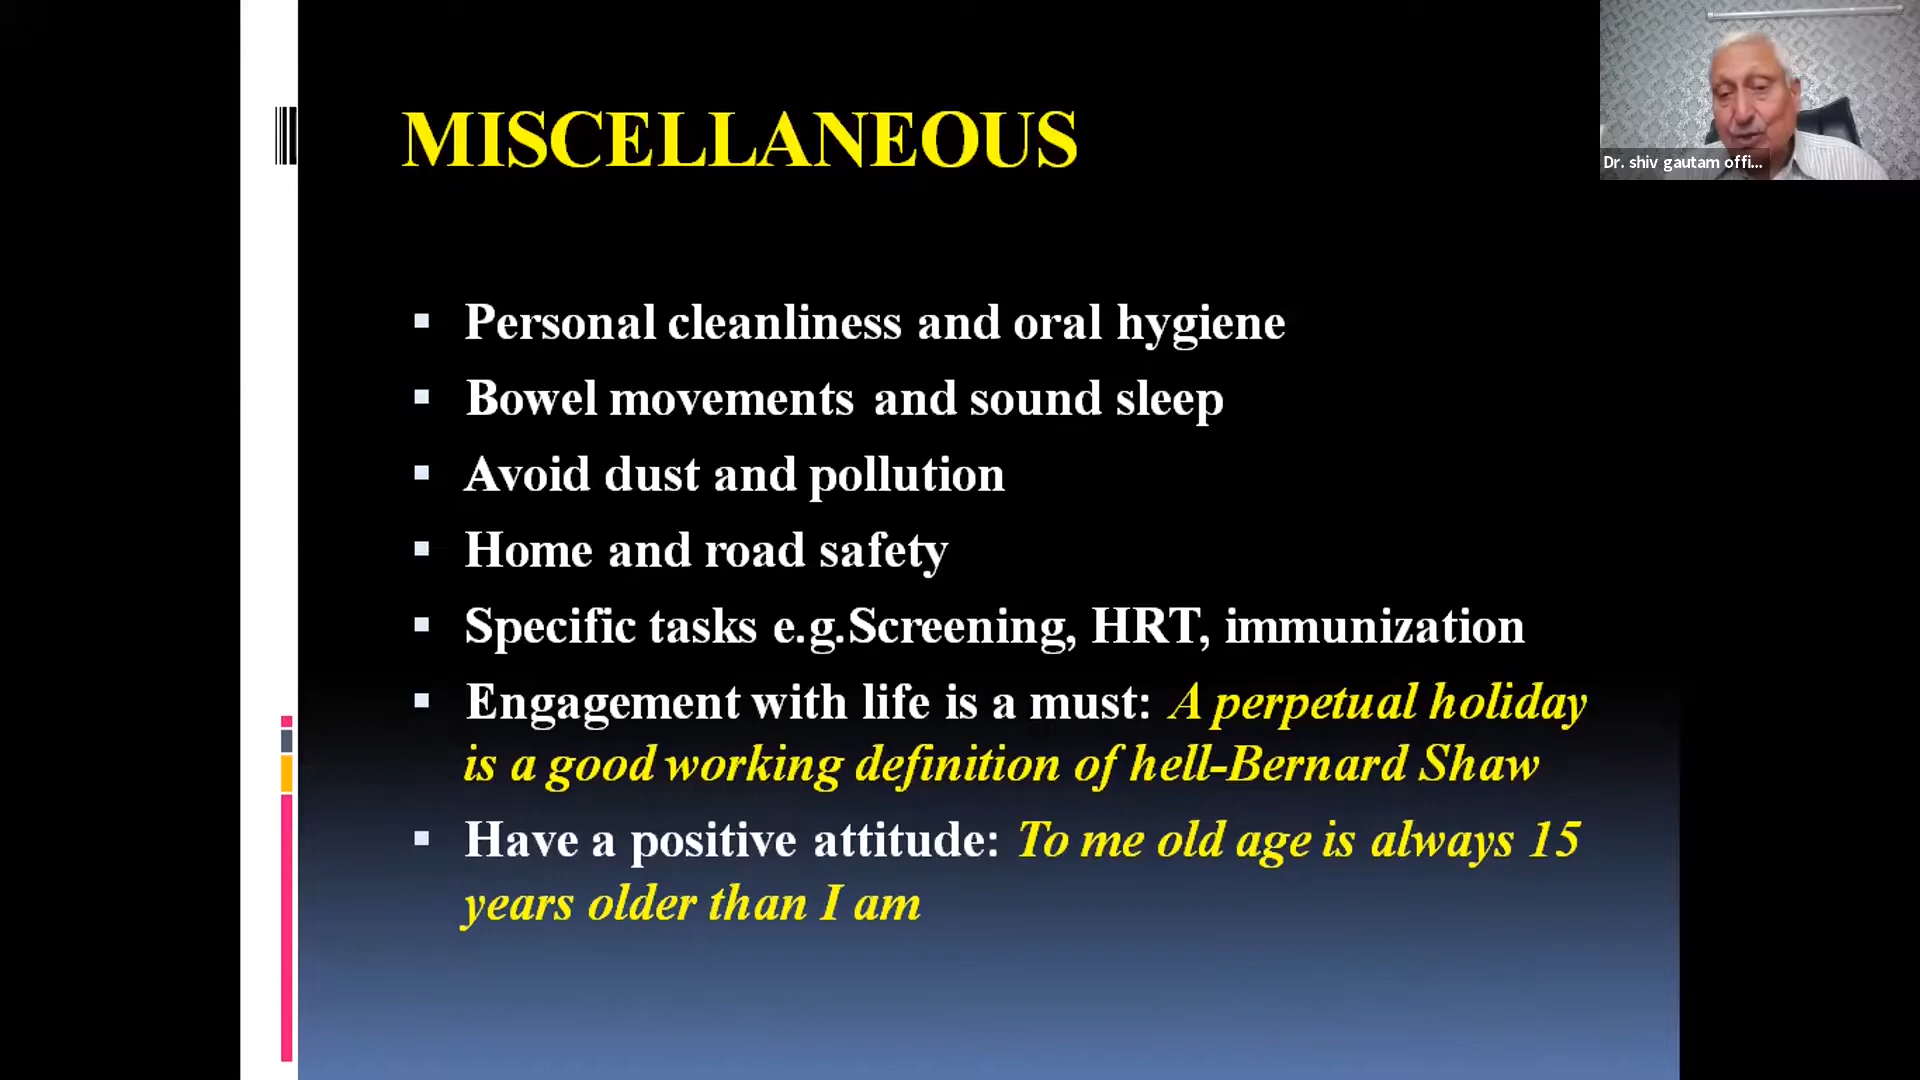 MISCELLANEOUS
Dr. shiv gautam offi...
Personal cleanliness and oral hygiene
Bowel movements and sound sleep
Avoid dust and pollution
Home and road safety
Specific tasks e.g.Screening, HRT, immunization
Engagement with life is a must: A perpetual holiday
is a good working definition of hell-Bernard Shaw
Have a positive attitude: To me old age is always 15
years older than I am